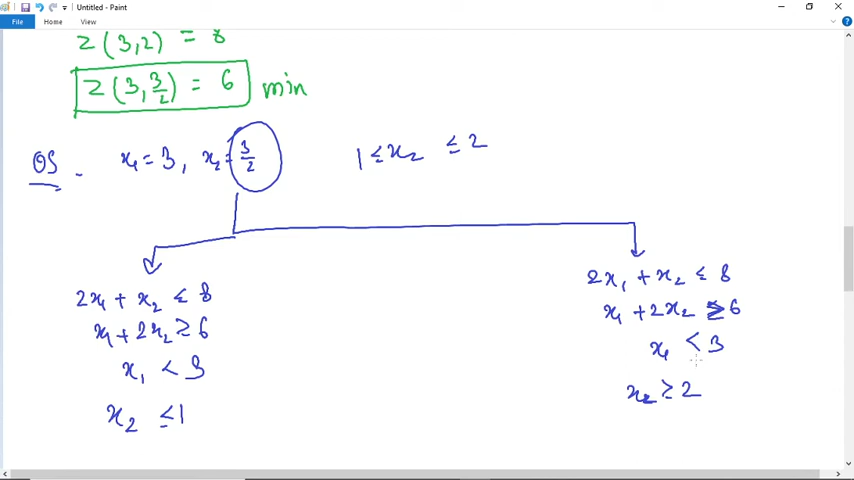 Untitled - Paint
File Home View
z(3,2) = 8
z(3, 3/2) = 6 min
OS . x₁ = 3, x₂ = 3/2 1 ≤ x₂ ≤ 2
2x₁ + x₂ ≤ 8
x₁ + 2x₂ ≥ 6
x₁ < 3
x₂ ≤ 1
2x₁ + x₂ ≤ 8
x₁ + 2x₂ ≥ 6
x₁ < 3
x₂ ≥ 2